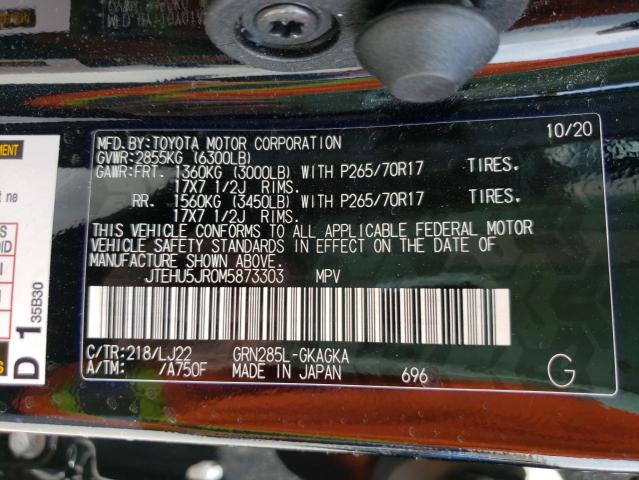 MFD.BY:TOYOTA MOTOR CORPORATION 10/20
GVWR:2855KG (6300LB)
GAWR:FRT. 1360KG (3000LB) WITH P265/70R17 TIRES.
17X7 1/2J RIMS.
RR. 1560KG (3450LB) WITH P265/70R17 TIRES.
17X7 1/2J RIMS.
THIS VEHICLE CONFORMS TO ALL APPLICABLE FEDERAL MOTOR
VEHICLE SAFETY STANDARDS IN EFFECT ON THE DATE OF
MANUFACTURE SHOWN ABOVE.
JTEHU5JR0M5873303 MPV
C/TR:218/LJ22 GRN285L-GKAGKA
A/TM: /A750F MADE IN JAPAN 696 G
D 1 35B30